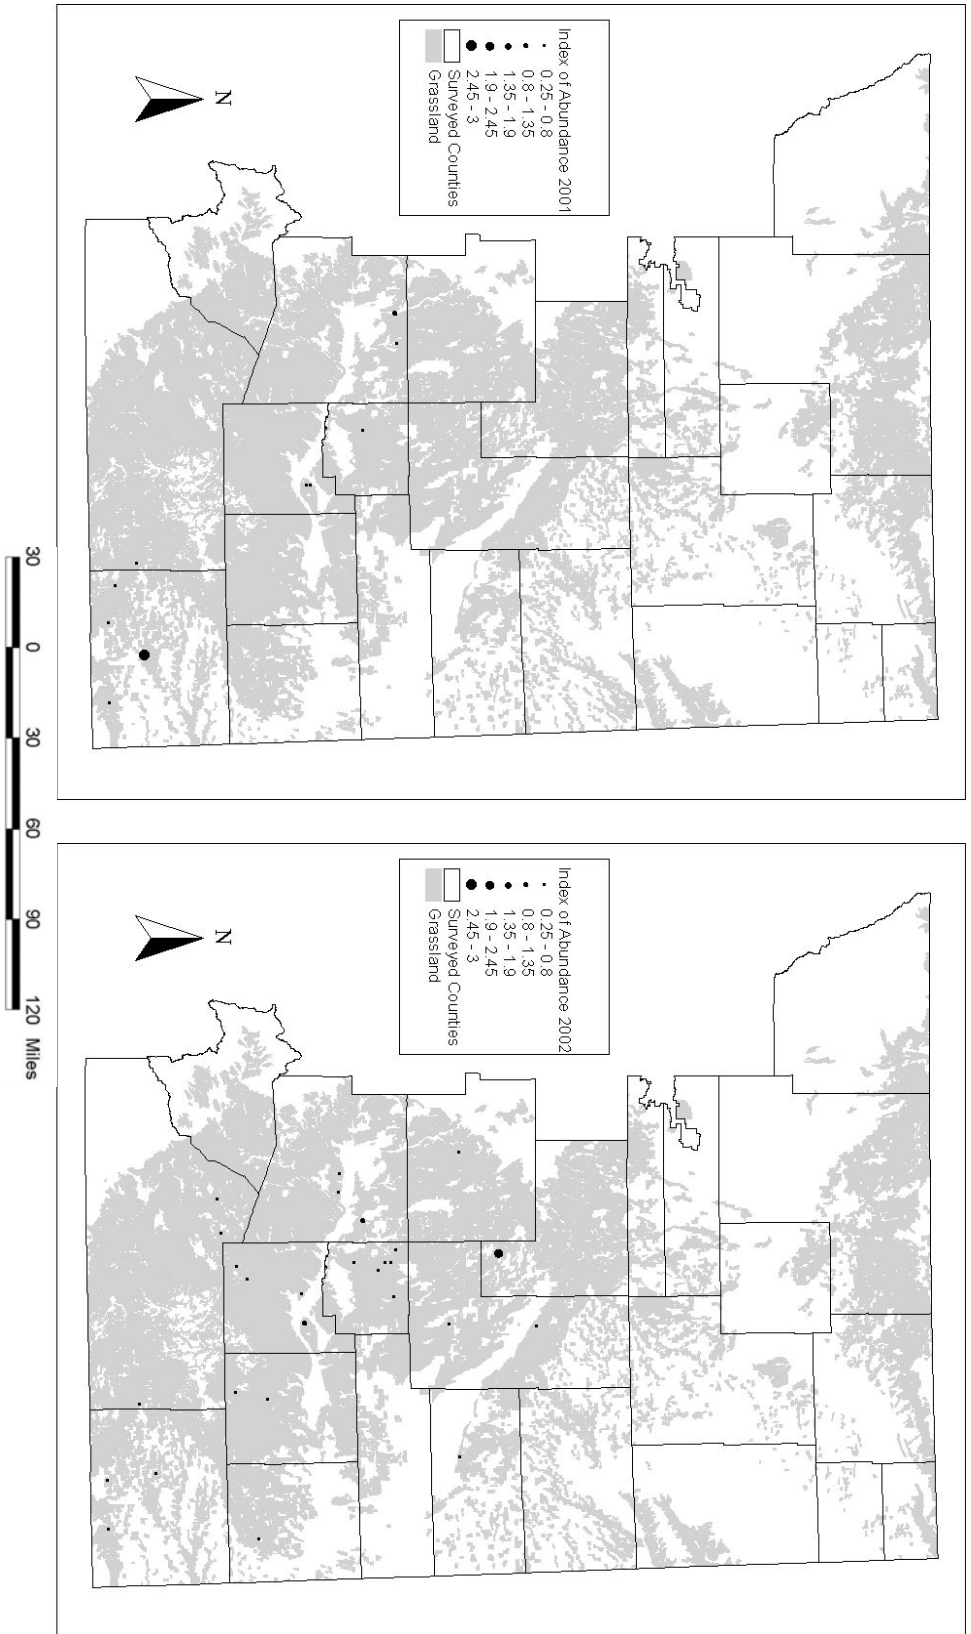 Index of Abundance 2001
0.25 - 0.8
0.8 - 1.35
1.35 - 1.9
1.9 - 2.45
2.45 - 3
Surveyed Counties
Grassland
N
Index of Abundance 2002
0.25 - 0.8
0.8 - 1.35
1.35 - 1.9
1.9 - 2.45
2.45 - 3
Surveyed Counties
Grassland
N
30 0 30 60 90 120 Miles